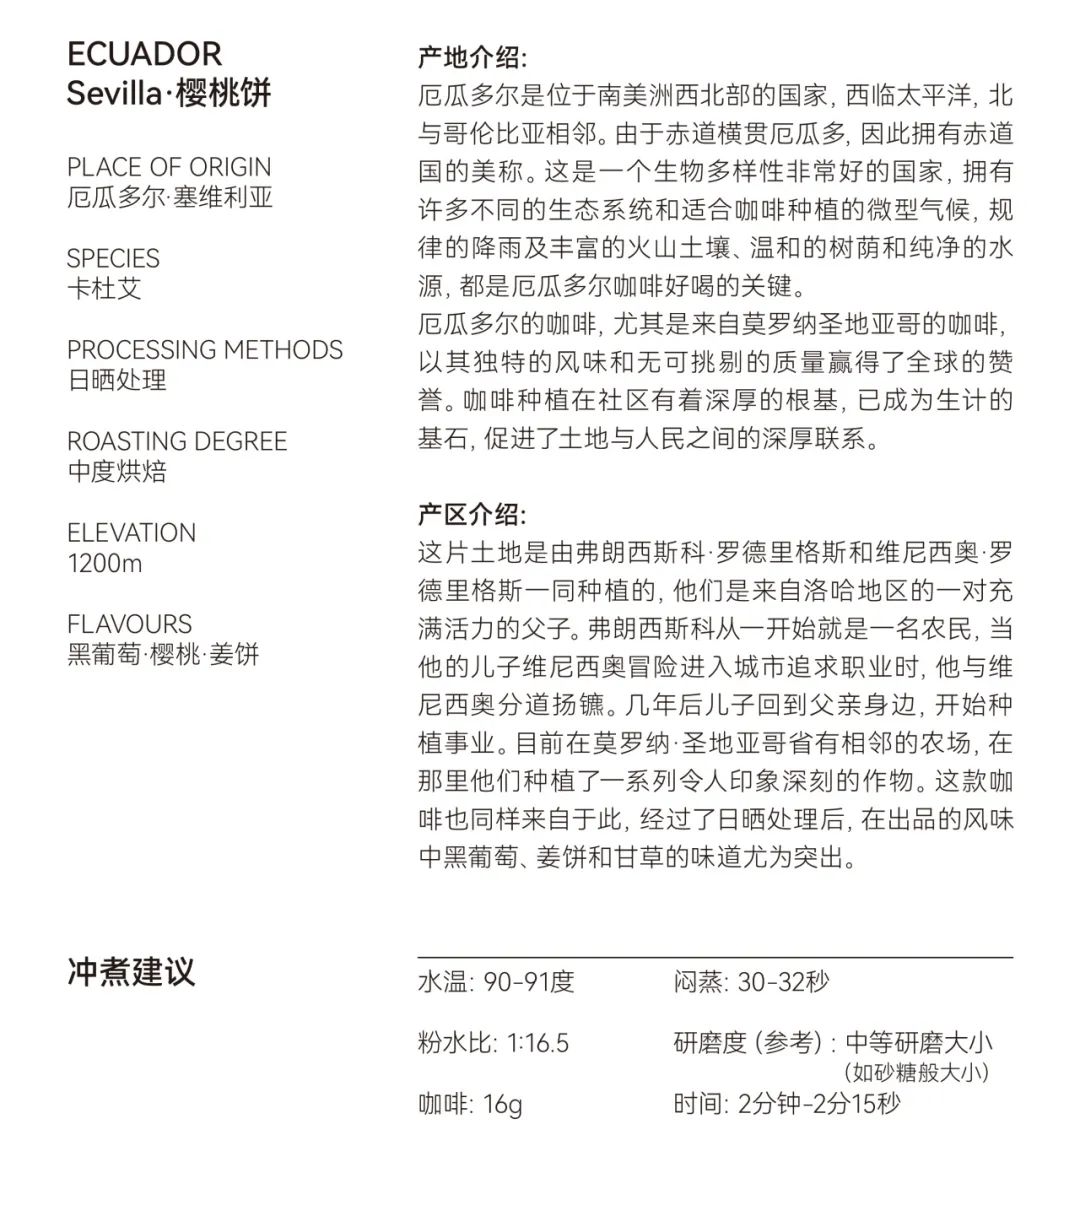 ECUADOR
Sevilla·樱桃饼
PLACE OF ORIGIN
厄瓜多尔·塞维利亚
SPECIES
卡杜艾
PROCESSING METHODS
日晒处理
ROASTING DEGREE
中度烘焙
ELEVATION
1200m
FLAVOURS
黑葡萄·樱桃·姜饼
产地介绍:
厄瓜多尔是位于南美洲西北部的国家, 西临太平洋, 北
与哥伦比亚相邻。由于赤道横贯厄瓜多, 因此拥有赤道
国的美称。这是一个生物多样性非常好的国家, 拥有
许多不同的生态系统和适合咖啡种植的微型气候, 规
律的降雨及丰富的火山土壤、温和的树荫和纯净的水
源, 都是厄瓜多尔咖啡好喝的关键。
厄瓜多尔的咖啡, 尤其是来自莫罗纳圣地亚哥的咖啡,
以其独特的风味和无可挑剔的质量赢得了全球的赞
誉。咖啡种植在社区有着深厚的根基, 已成为生计的
基石, 促进了土地与人民之间的深厚联系。
产区介绍:
这片土地是由弗朗西斯科·罗德里格斯和维尼西奥·罗
德里格斯一同种植的, 他们是来自洛哈地区的一对充
满活力的父子。弗朗西斯科从一开始就是一名农民, 当
他的儿子维尼西奥冒险进入城市追求职业时, 他与维
尼西奥分道扬镳。几年后儿子回到父亲身边, 开始种
植事业。目前在莫罗纳·圣地亚哥省有相邻的农场, 在
那里他们种植了一系列令人印象深刻的作物。这款咖
啡也同样来自于此, 经过了日晒处理后, 在出品的风味
中黑葡萄、姜饼和甘草的味道尤为突出。
冲煮建议
水温: 90-91度
闷蒸: 30-32秒
粉水比: 1:16.5
研磨度 (参考) : 中等研磨大小
(如砂糖般大小)
咖啡: 16g
时间: 2分钟-2分15秒